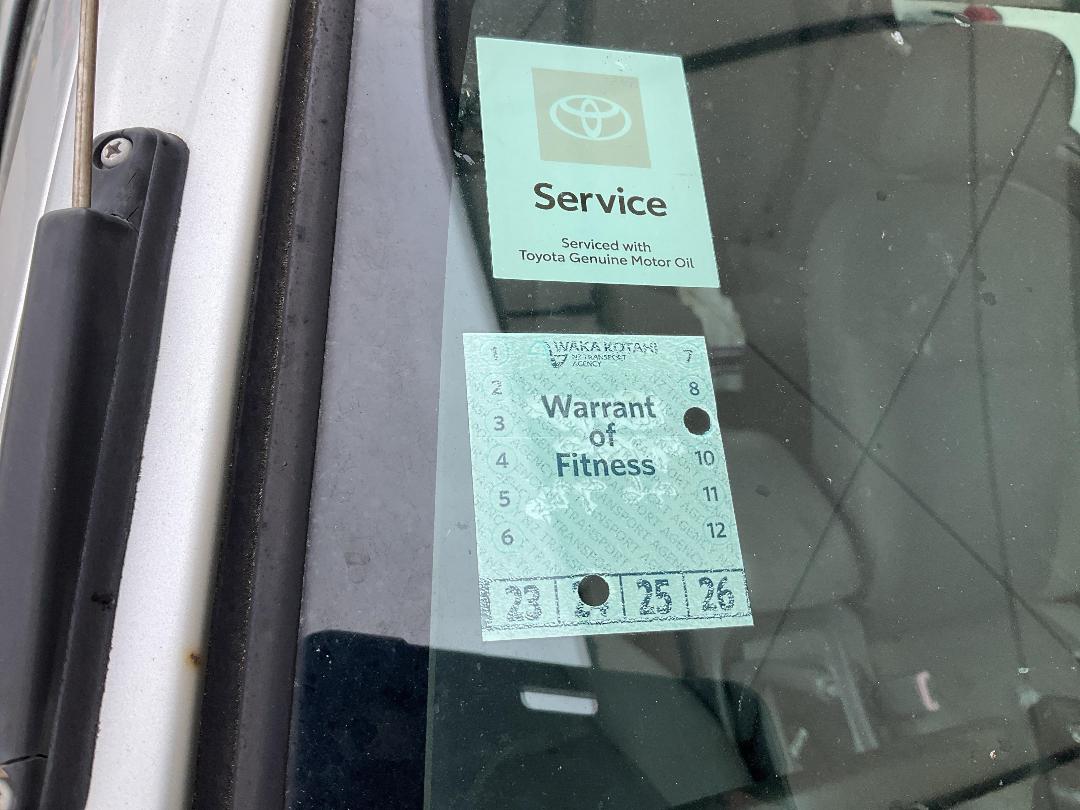 Service
Serviced with
Toyota Genuine Motor Oil
WAKA KOTAHI
NZ TRANSPORT
AGENCY
Warrant
of
Fitness
1
2
3
4
5
6
7
8
10
11
12
23
25
26